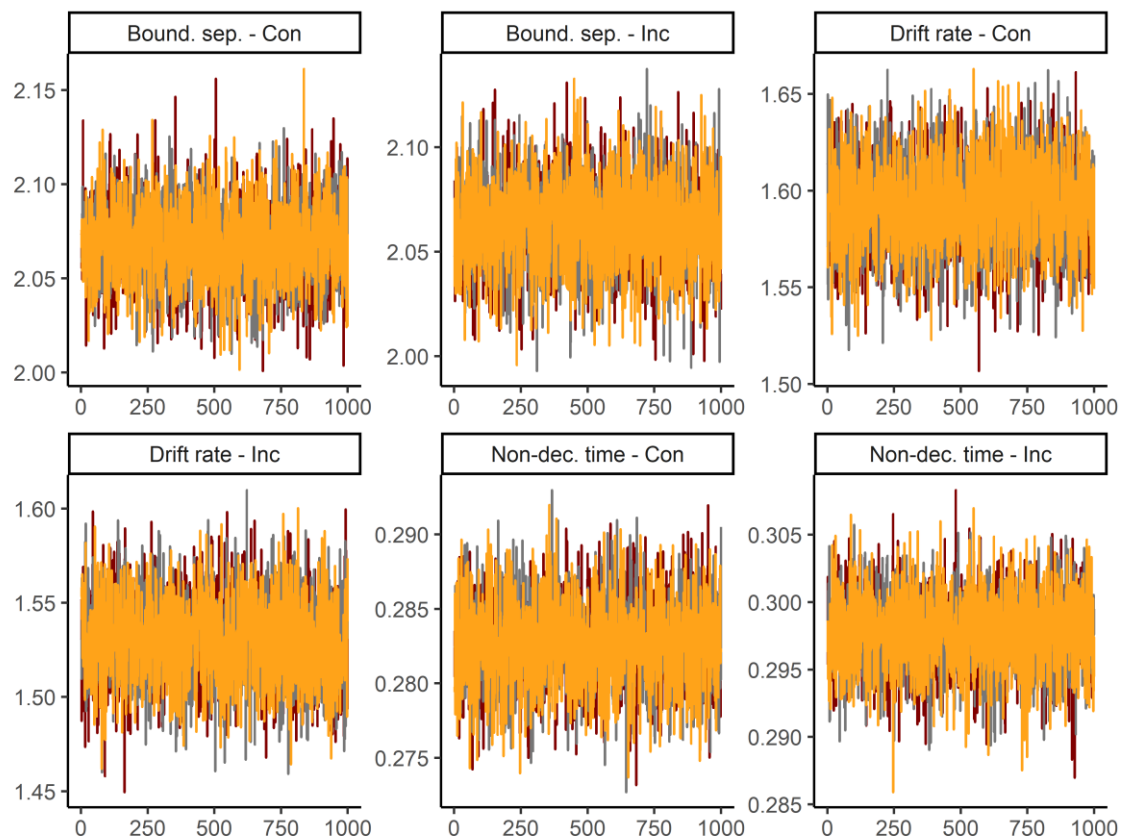 Bound. sep. - Con
2.15
2.10
2.05
2.00
0 250 500 750 1000
Bound. sep. - Inc
2.10
2.05
2.00
0 250 500 750 1000
Drift rate - Con
1.65
1.60
1.55
1.50
0 250 500 750 1000
Drift rate - Inc
1.60
1.55
1.50
1.45
0 250 500 750 1000
Non-dec. time - Con
0.290
0.285
0.280
0.275
0 250 500 750 1000
Non-dec. time - Inc
0.305
0.300
0.295
0.290
0.285
0 250 500 750 1000